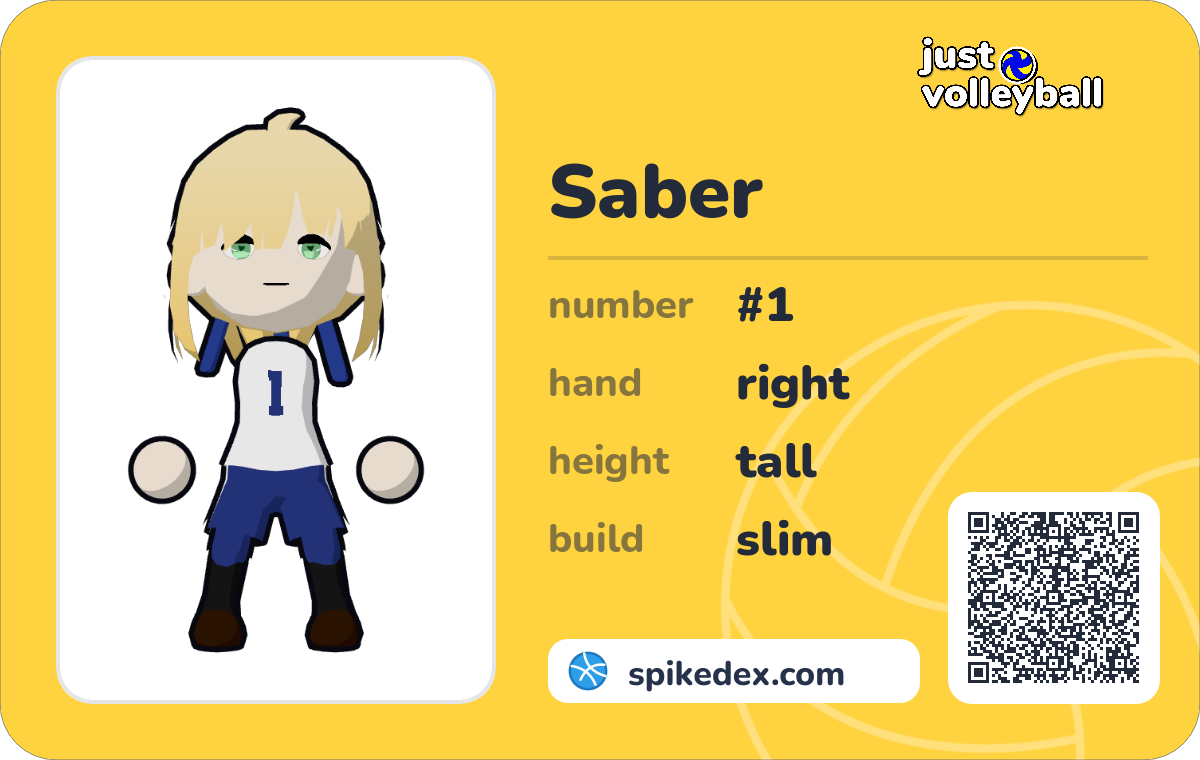 just
volleyball
Saber
number #1
hand right
height tall
build slim
1
spikedex.com